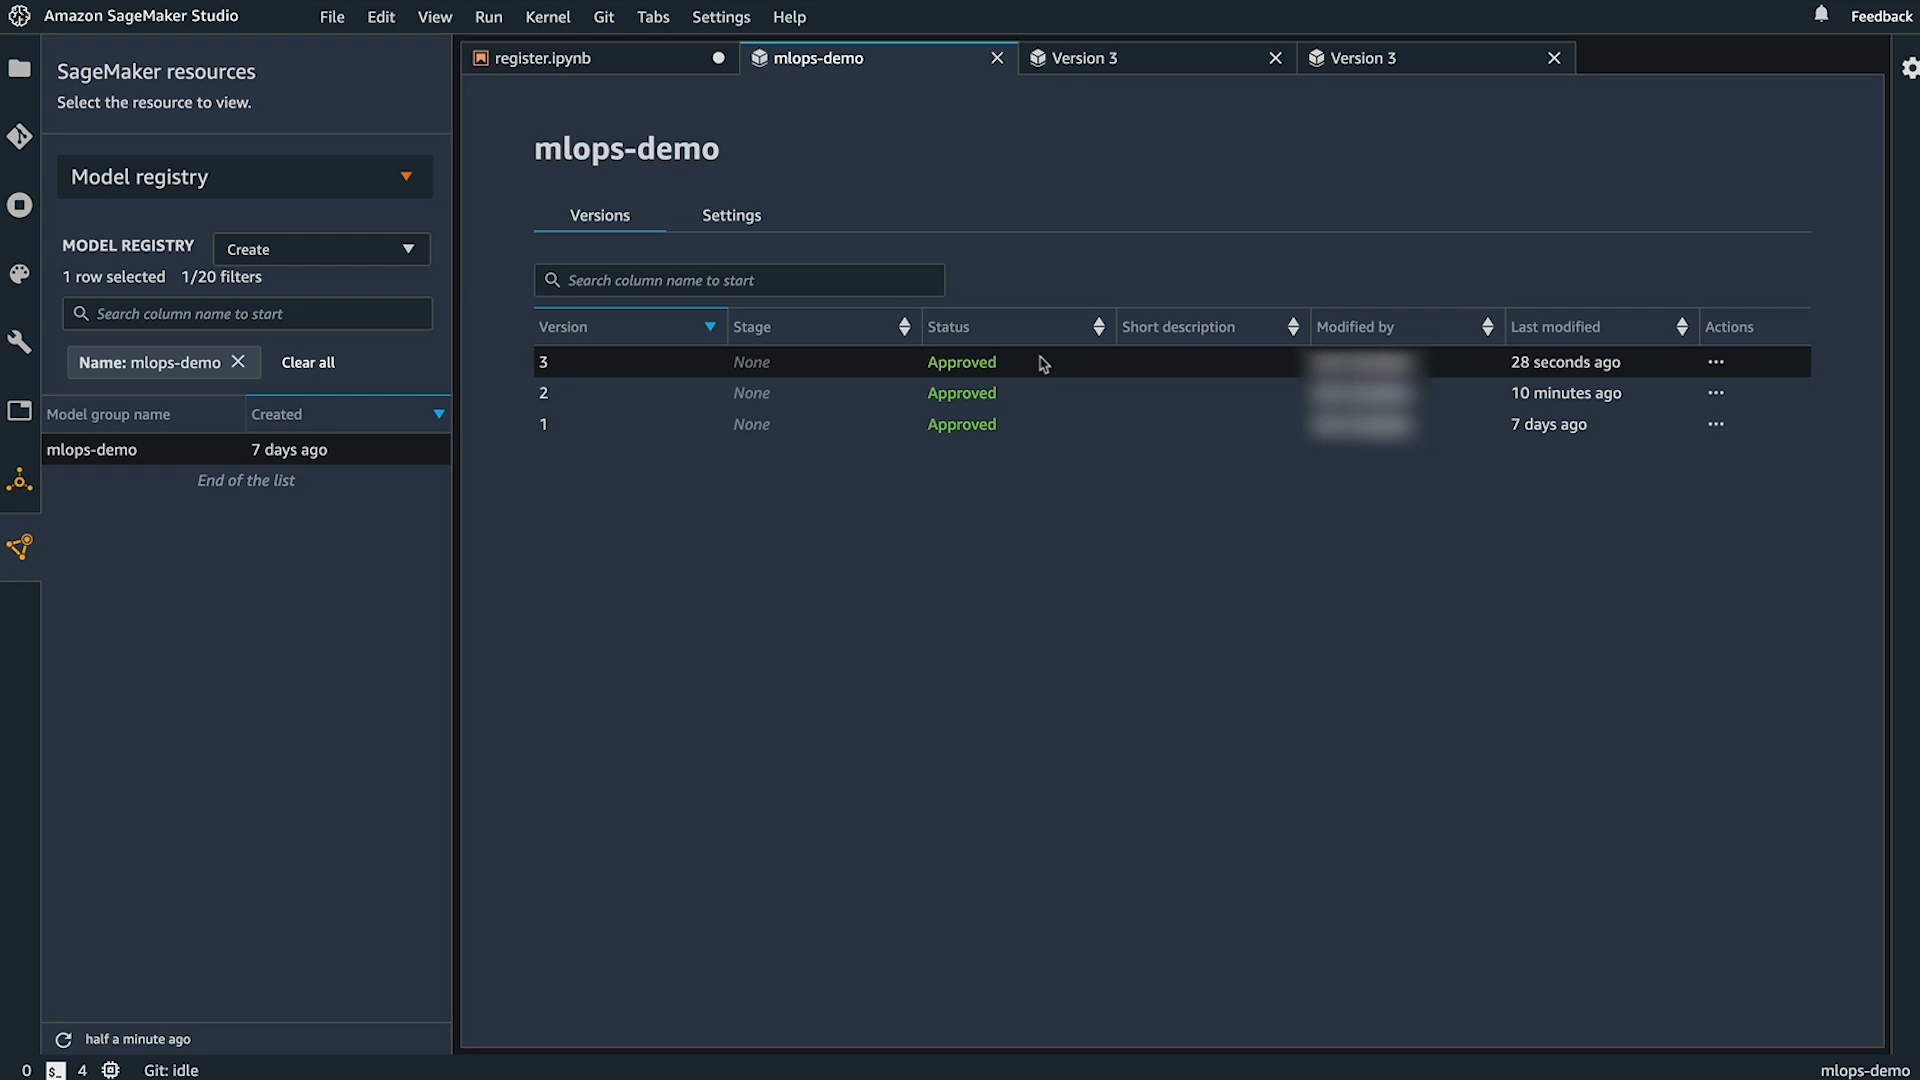 Amazon SageMaker Studio File Edit View Run Kernel Git Tabs Settings Help Feedback
SageMaker resources
Select the resource to view.
Model registry
MODEL REGISTRY Create
1 row selected 1/20 filters
Search column name to start
Name: mlops-demo Clear all
Model group name Created
mlops-demo 7 days ago
End of the list
half a minute ago
register.ipynb mlops-demo Version 3 Version 3
mlops-demo
Versions Settings
Search column name to start
Version Stage Status Short description Modified by Last modified Actions
3 None Approved 28 seconds ago ...
2 None Approved 10 minutes ago ...
1 None Approved 7 days ago ...
0 $_ 4 Git: idle mlops-demo